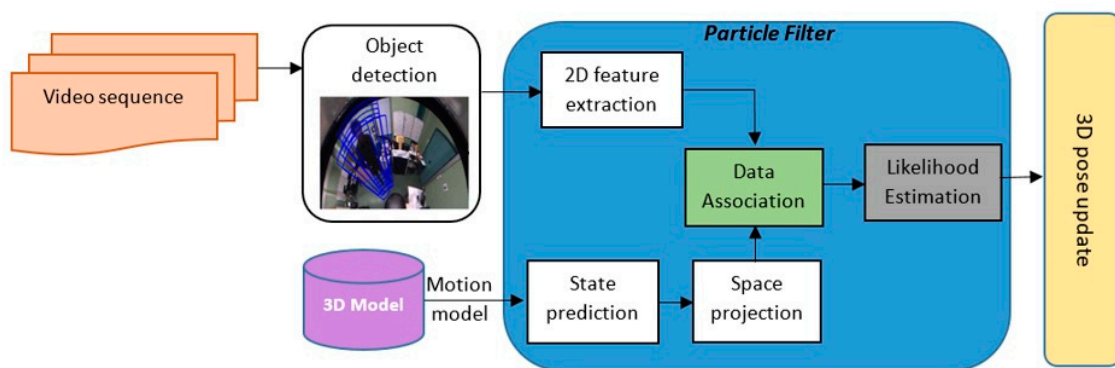 Particle Filter
Object
detection
Video sequence
2D feature
extraction
Data
Association
Likelihood
Estimation
3D pose update
3D Model
Motion
model
State
prediction
Space
projection